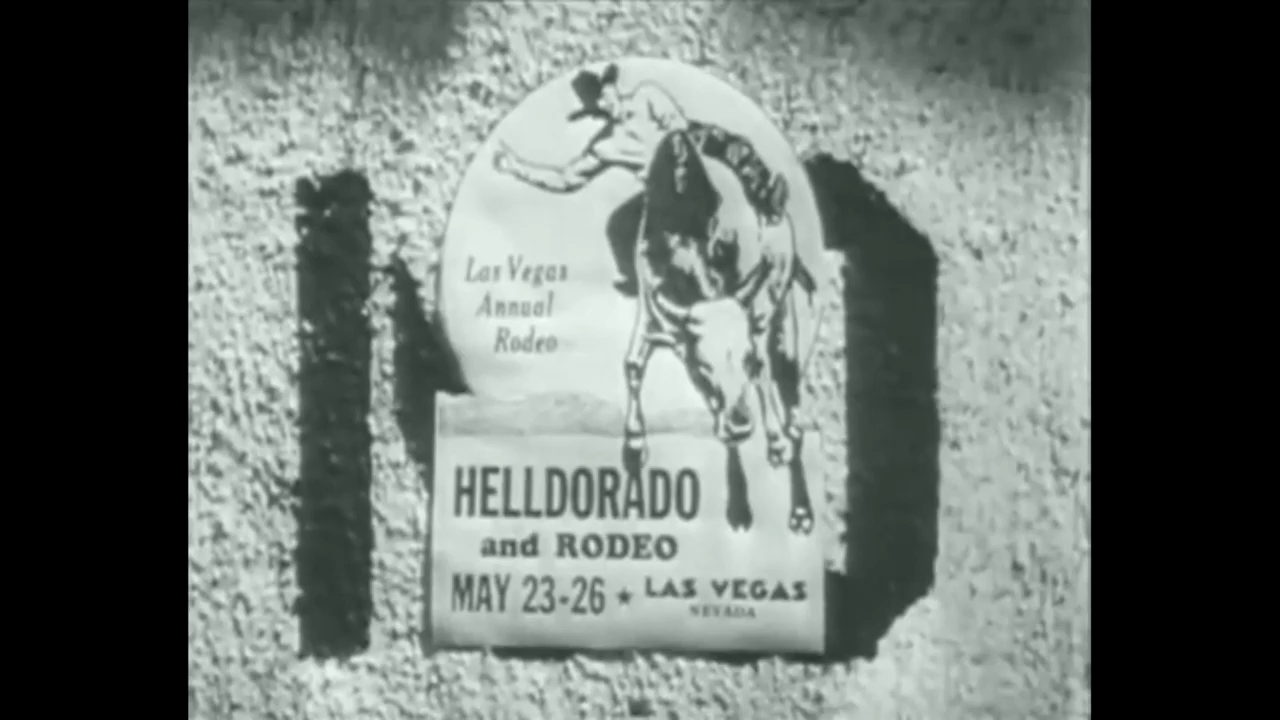 Las Vegas
Annual
Rodeo
HELLDORADO
and RODEO
MAY 23-26 ★ LAS VEGAS
NEVADA